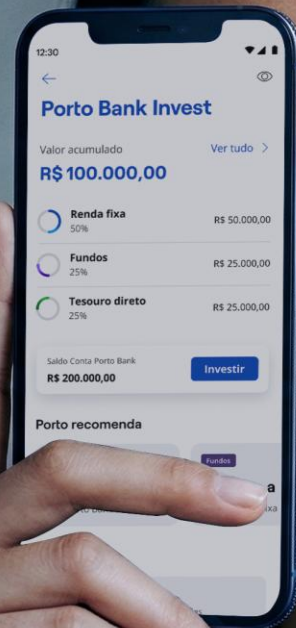 12:30
Porto Bank Invest
Valor acumulado
Ver tudo >
R$ 100.000,00
Renda fixa
50%
R$ 50.000,00
Fundos
25%
R$ 25.000,00
Tesouro direto
25%
R$ 25.000,00
Saldo Conta Porto Bank
R$ 200.000,00
Investir
Porto recomenda
Fundos
a